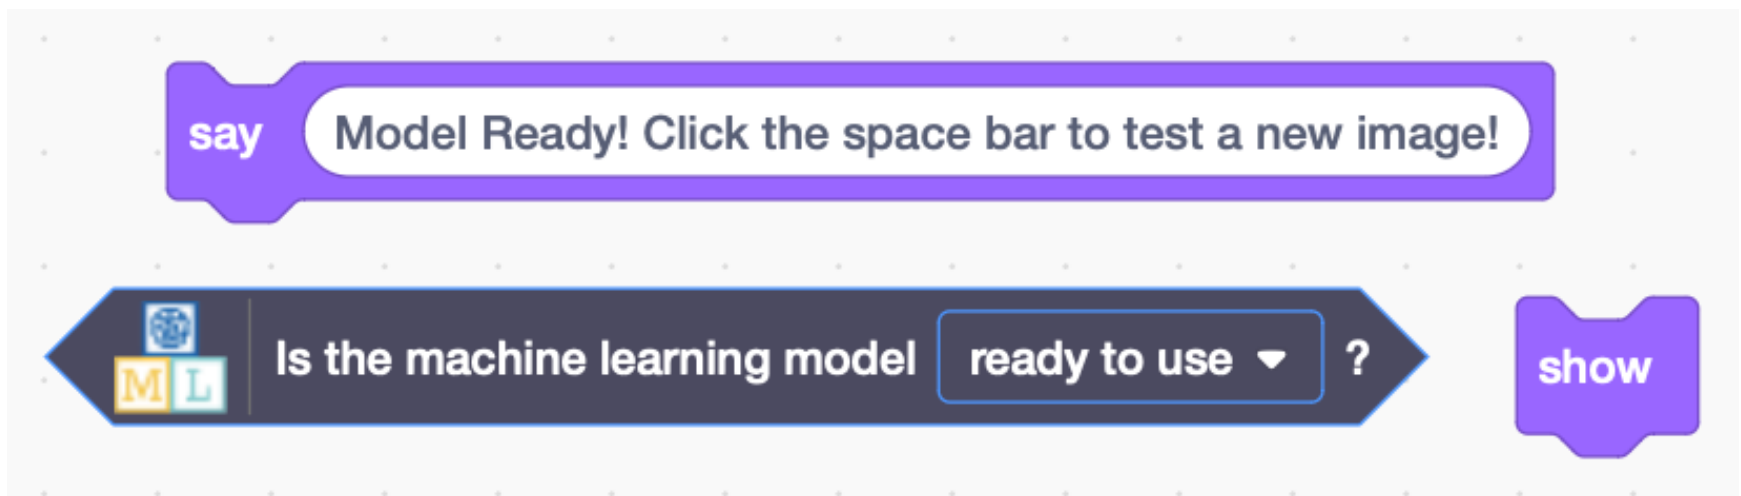 say Model Ready! Click the space bar to test a new image!
M L Is the machine learning model ready to use ?
show